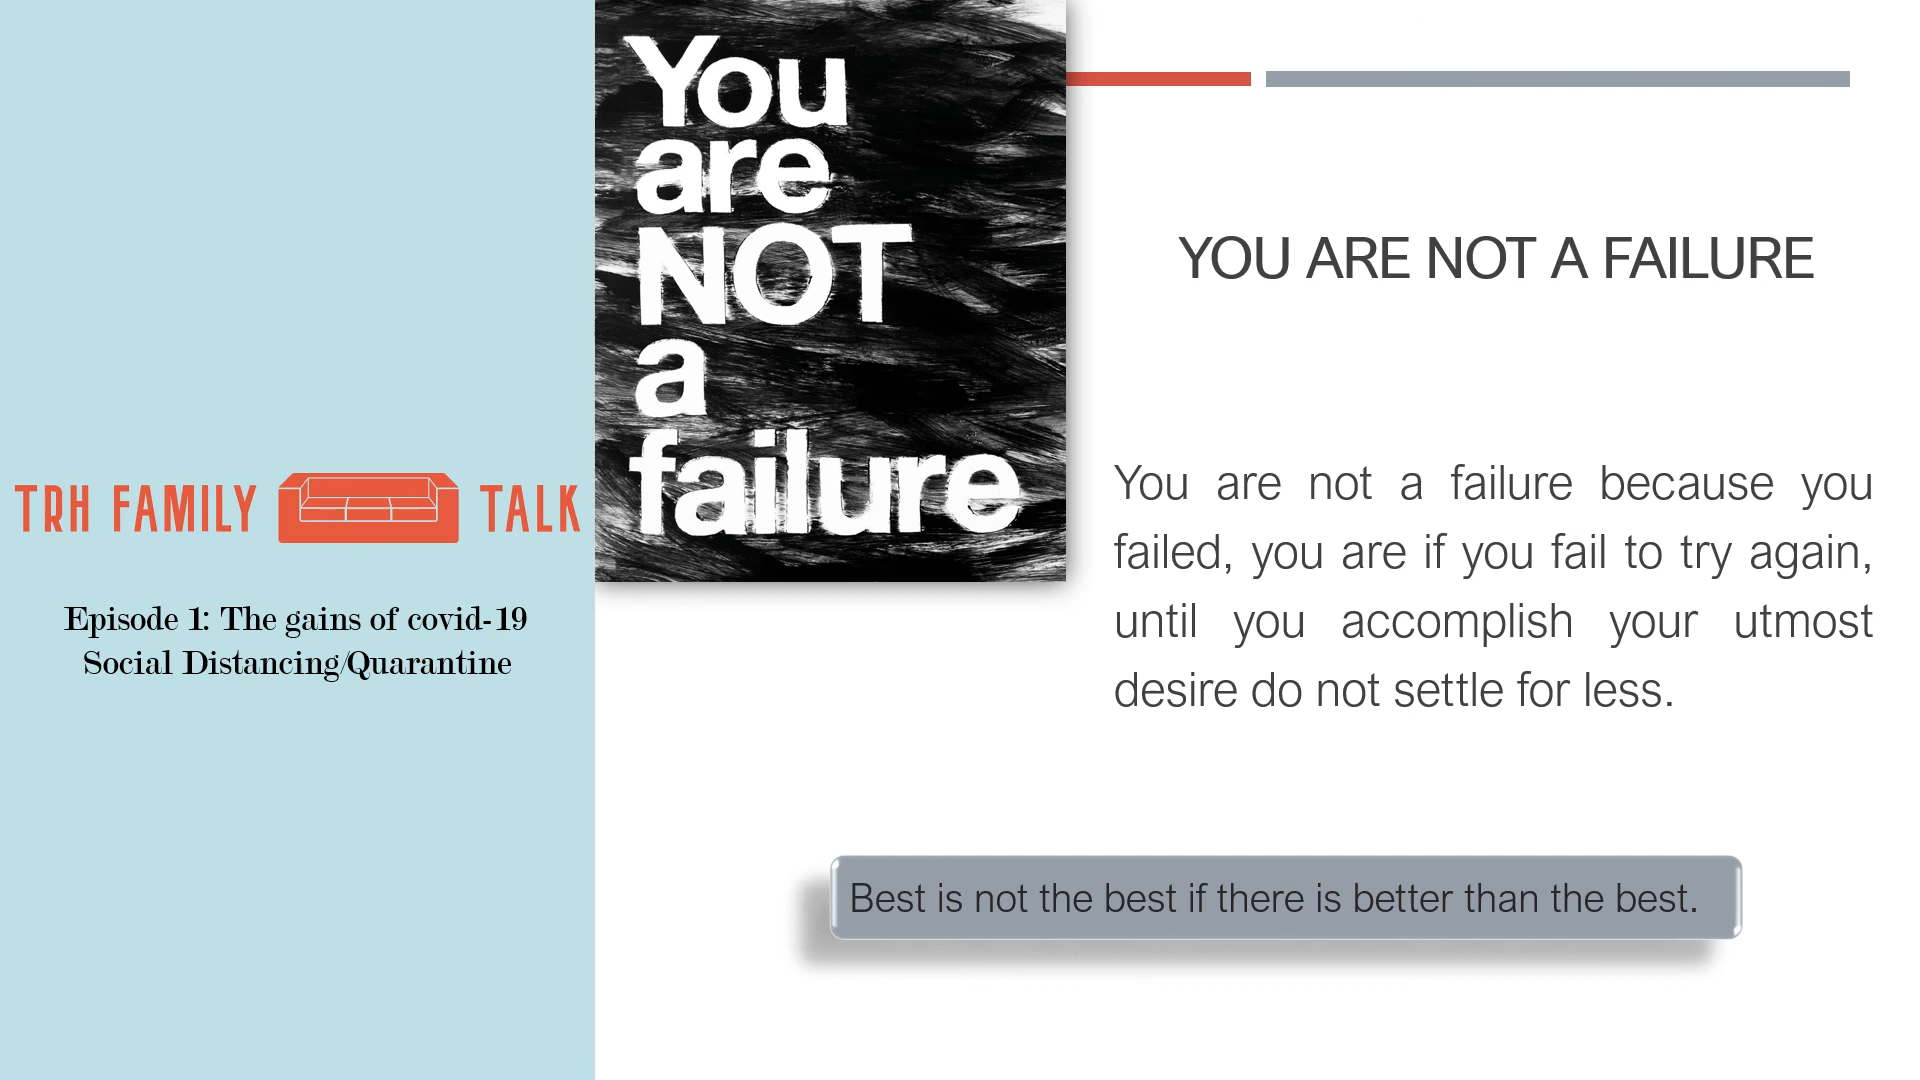 TRH FAMILY TALK
Episode 1: The gains of covid-19
Social Distancing/Quarantine
You
are
NOT
a
failure
YOU ARE NOT A FAILURE
You are not a failure because you
failed, you are if you fail to try again,
until you accomplish your utmost
desire do not settle for less.
Best is not the best if there is better than the best.